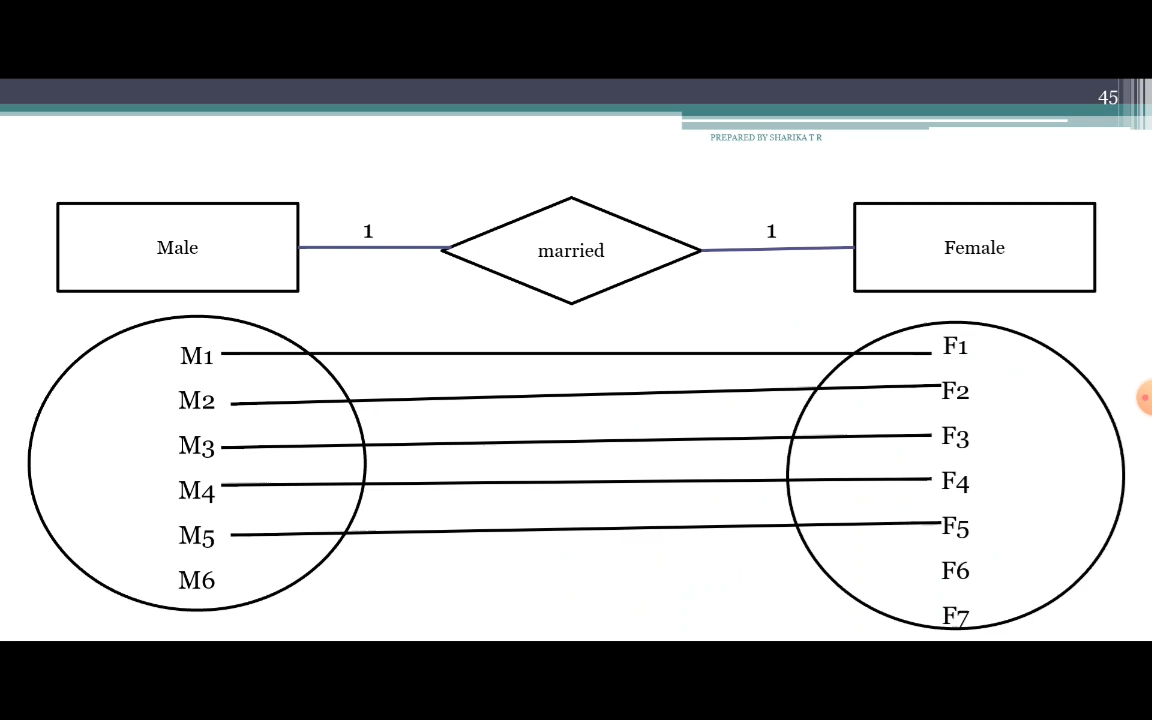 45
PREPARED BY SHARIKA T R
Male
1
married
1
Female
M1
M2
M3
M4
M5
M6
F1
F2
F3
F4
F5
F6
F7